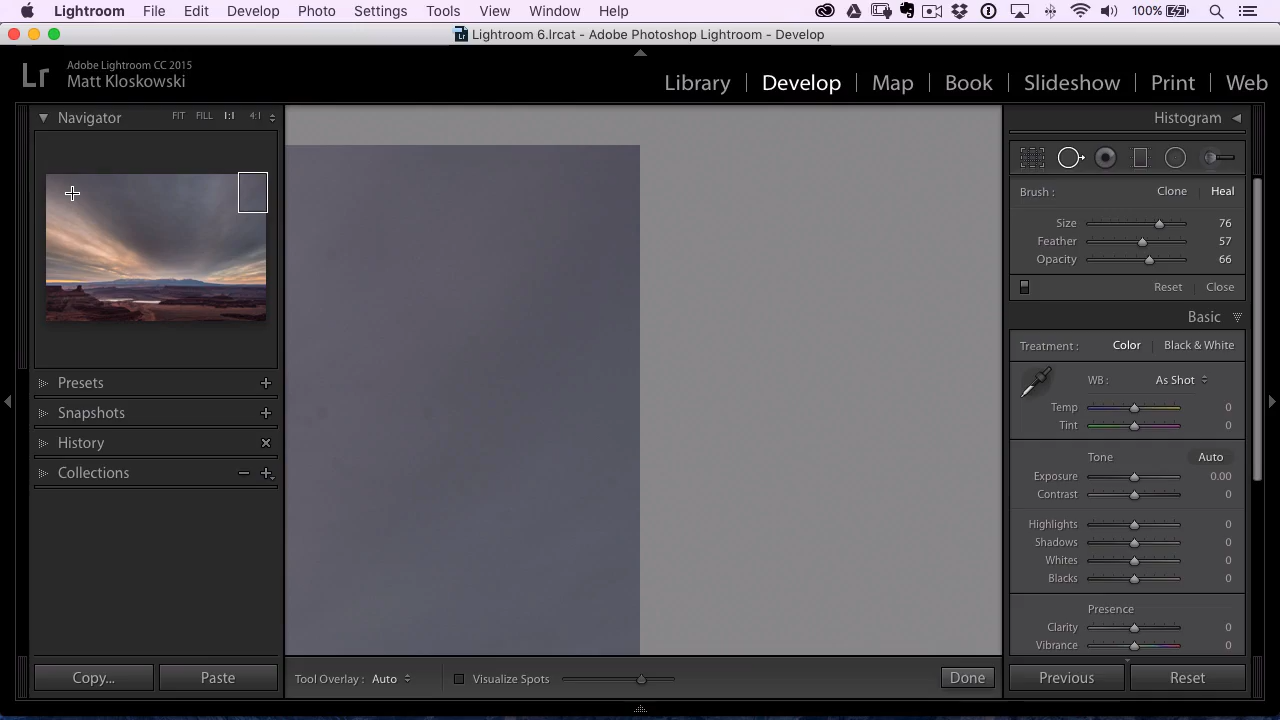 Lightroom File Edit Develop Photo Settings Tools View Window Help 100%
Lightroom 6.lrcat - Adobe Photoshop Lightroom - Develop
Lr Adobe Lightroom CC 2015
Matt Kloskowski
Library | Develop | Map | Book | Slideshow | Print | Web
Navigator FIT FILL 1:1 4:1
Presets
Snapshots
History
Collections
Copy... Paste
Tool Overlay : Auto Visualize Spots Done
Histogram
Brush : Clone Heal
Size 76
Feather 57
Opacity 66
Reset Close
Basic
Treatment : Color | Black & White
WB : As Shot
Temp 0
Tint 0
Tone Auto
Exposure 0.00
Contrast 0
Highlights 0
Shadows 0
Whites 0
Blacks 0
Presence
Clarity 0
Vibrance 0
Previous Reset